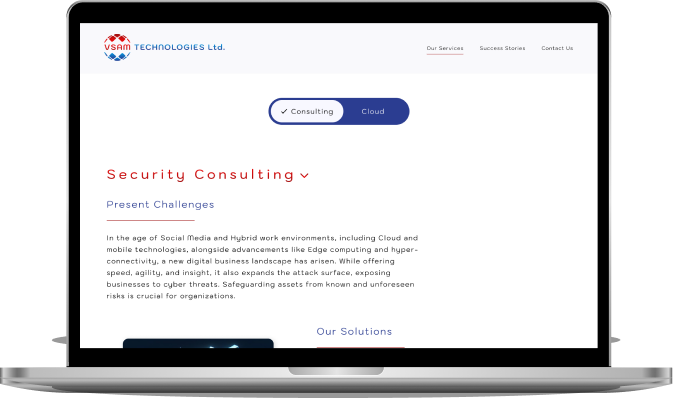 VSAM TECHNOLOGIES Ltd.
Our Services Success Stories Contact Us
Consulting Cloud
Security Consulting
Present Challenges
In the age of Social Media and Hybrid work environments, including Cloud and
mobile technologies, alongside advancements like Edge computing and hyper-
connectivity, a new digital business landscape has arisen. While offering
speed, agility, and insight, it also expands the attack surface, exposing
businesses to cyber threats. Safeguarding assets from known and unforeseen
risks is crucial for organizations.
Our Solutions